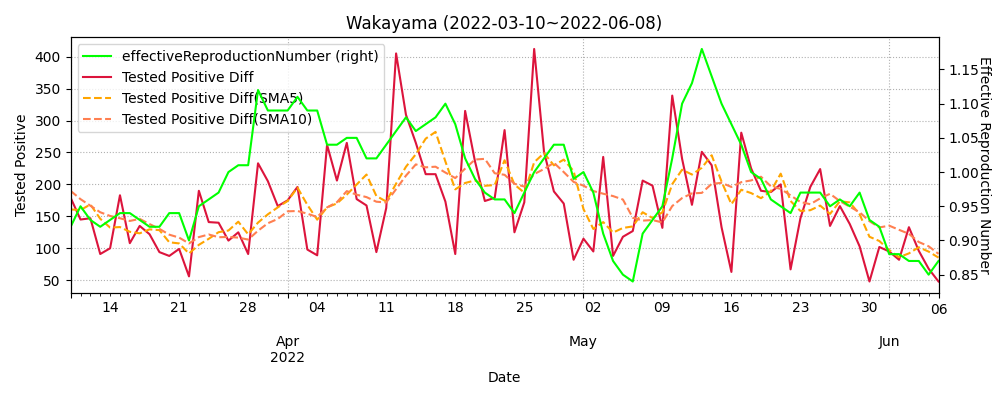 Wakayama (2022-03-10~2022-06-08)
effectiveReproductionNumber (right)
Tested Positive Diff
Tested Positive Diff(SMA5)
Tested Positive Diff(SMA10)
Tested Positive
400
350
300
250
200
150
100
50
1.15
1.10
1.05
1.00
0.95
0.90
0.85
Effective Reproduction Number
14 21 28 04 11 18 25 02 09 16 23 30 06
Apr May Jun
2022
Date